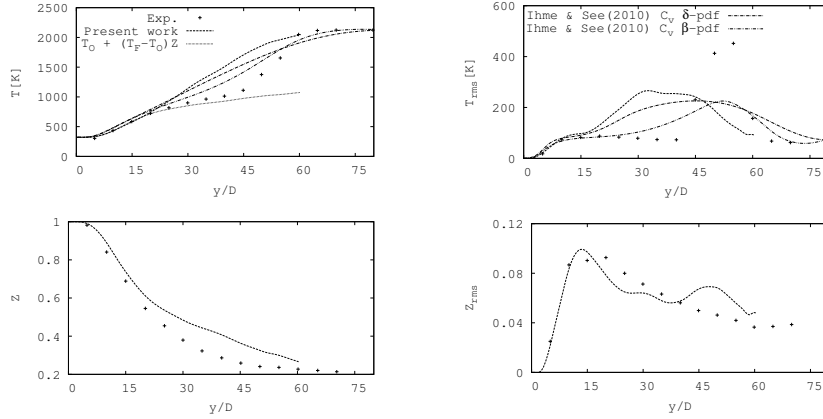 Exp.
Present work
T_O + (T_F-T_O)Z
T[K]
2500
2000
1500
1000
500
0
0 15 30 45 60 75
y/D
Ihme & See(2010) C_v δ-pdf
Ihme & See(2010) C_v β-pdf
T_rms[K]
600
400
200
0
0 15 30 45 60 75
y/D
Z
1
0.8
0.6
0.4
0.2
0 15 30 45 60 75
y/D
Z_rms
0.12
0.08
0.04
0
0 15 30 45 60 75
y/D